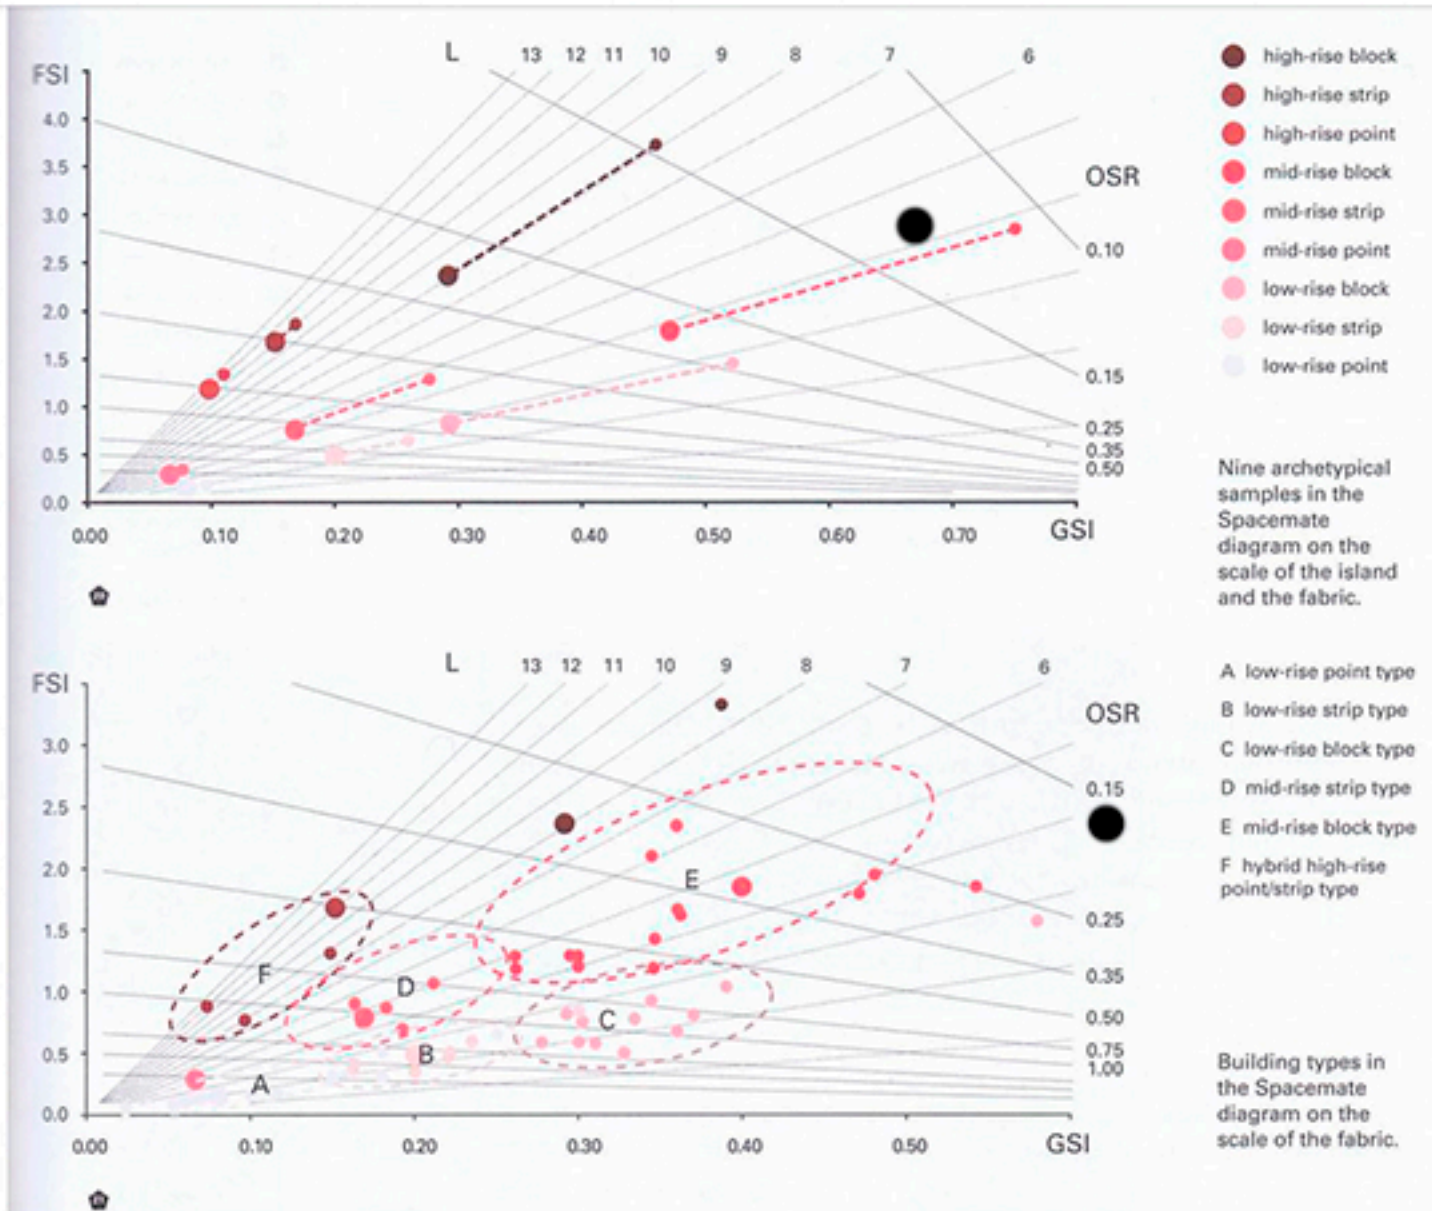 L 13 12 11 10 9 8 7 6
FSI
4.0
3.5
3.0
2.5
2.0
1.5
1.0
0.5
0.0
0.00 0.10 0.20 0.30 0.40 0.50 0.60 0.70 GSI
OSR
0.10
0.15
0.25
0.35
0.50
high-rise block
high-rise strip
high-rise point
mid-rise block
mid-rise strip
mid-rise point
low-rise block
low-rise strip
low-rise point
Nine archetypical
samples in the
Spacemate
diagram on the
scale of the island
and the fabric.
L 13 12 11 10 9 8 7 6
FSI
3.0
2.5
2.0
1.5
1.0
0.5
0.0
0.00 0.10 0.20 0.30 0.40 0.50 GSI
OSR
0.15
0.25
0.35
0.50
0.75
1.00
E
F
D
C
B
A
A low-rise point type
B low-rise strip type
C low-rise block type
D mid-rise strip type
E mid-rise block type
F hybrid high-rise
point/strip type
Building types in
the Spacemate
diagram on the
scale of the fabric.